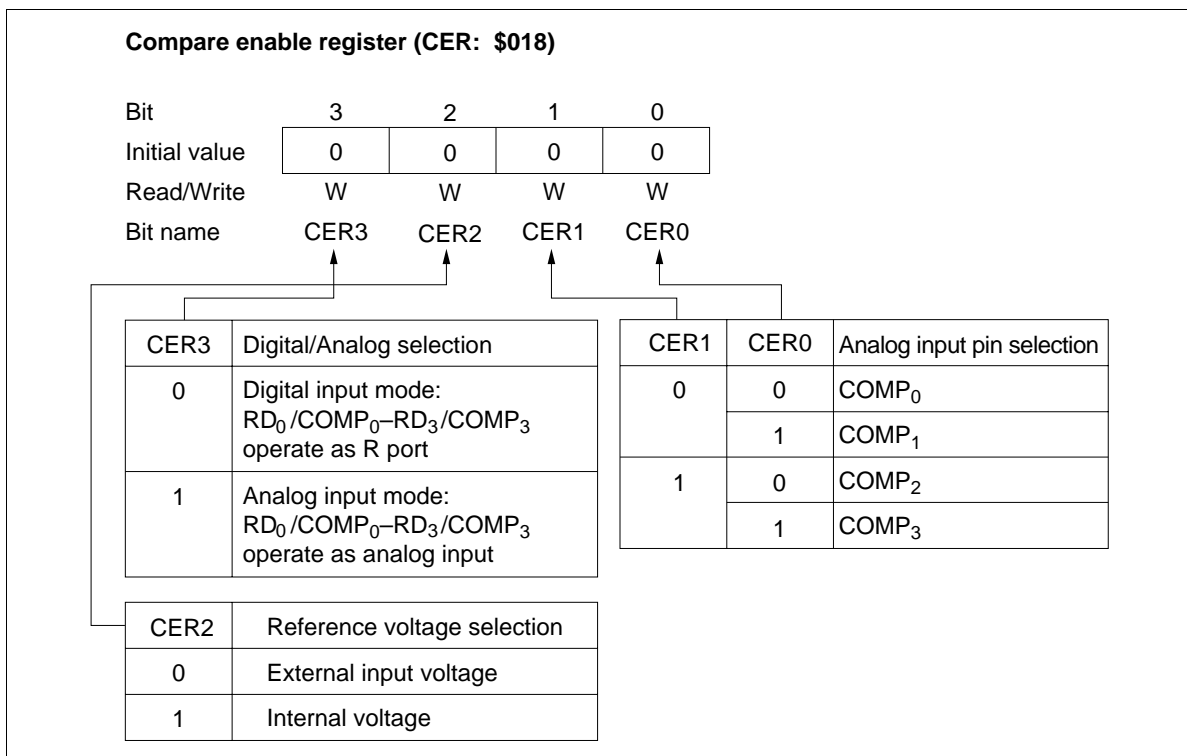 Compare enable register (CER: $018)
Bit 3 2 1 0
Initial value 0 0 0 0
Read/Write W W W W
Bit name CER3 CER2 CER1 CER0
CER3 Digital/Analog selection
0 Digital input mode:
RD0/COMP0–RD3/COMP3
operate as R port
1 Analog input mode:
RD0/COMP0–RD3/COMP3
operate as analog input
CER1 CER0 Analog input pin selection
0 0 COMP0
1 COMP1
1 0 COMP2
1 COMP3
CER2 Reference voltage selection
0 External input voltage
1 Internal voltage